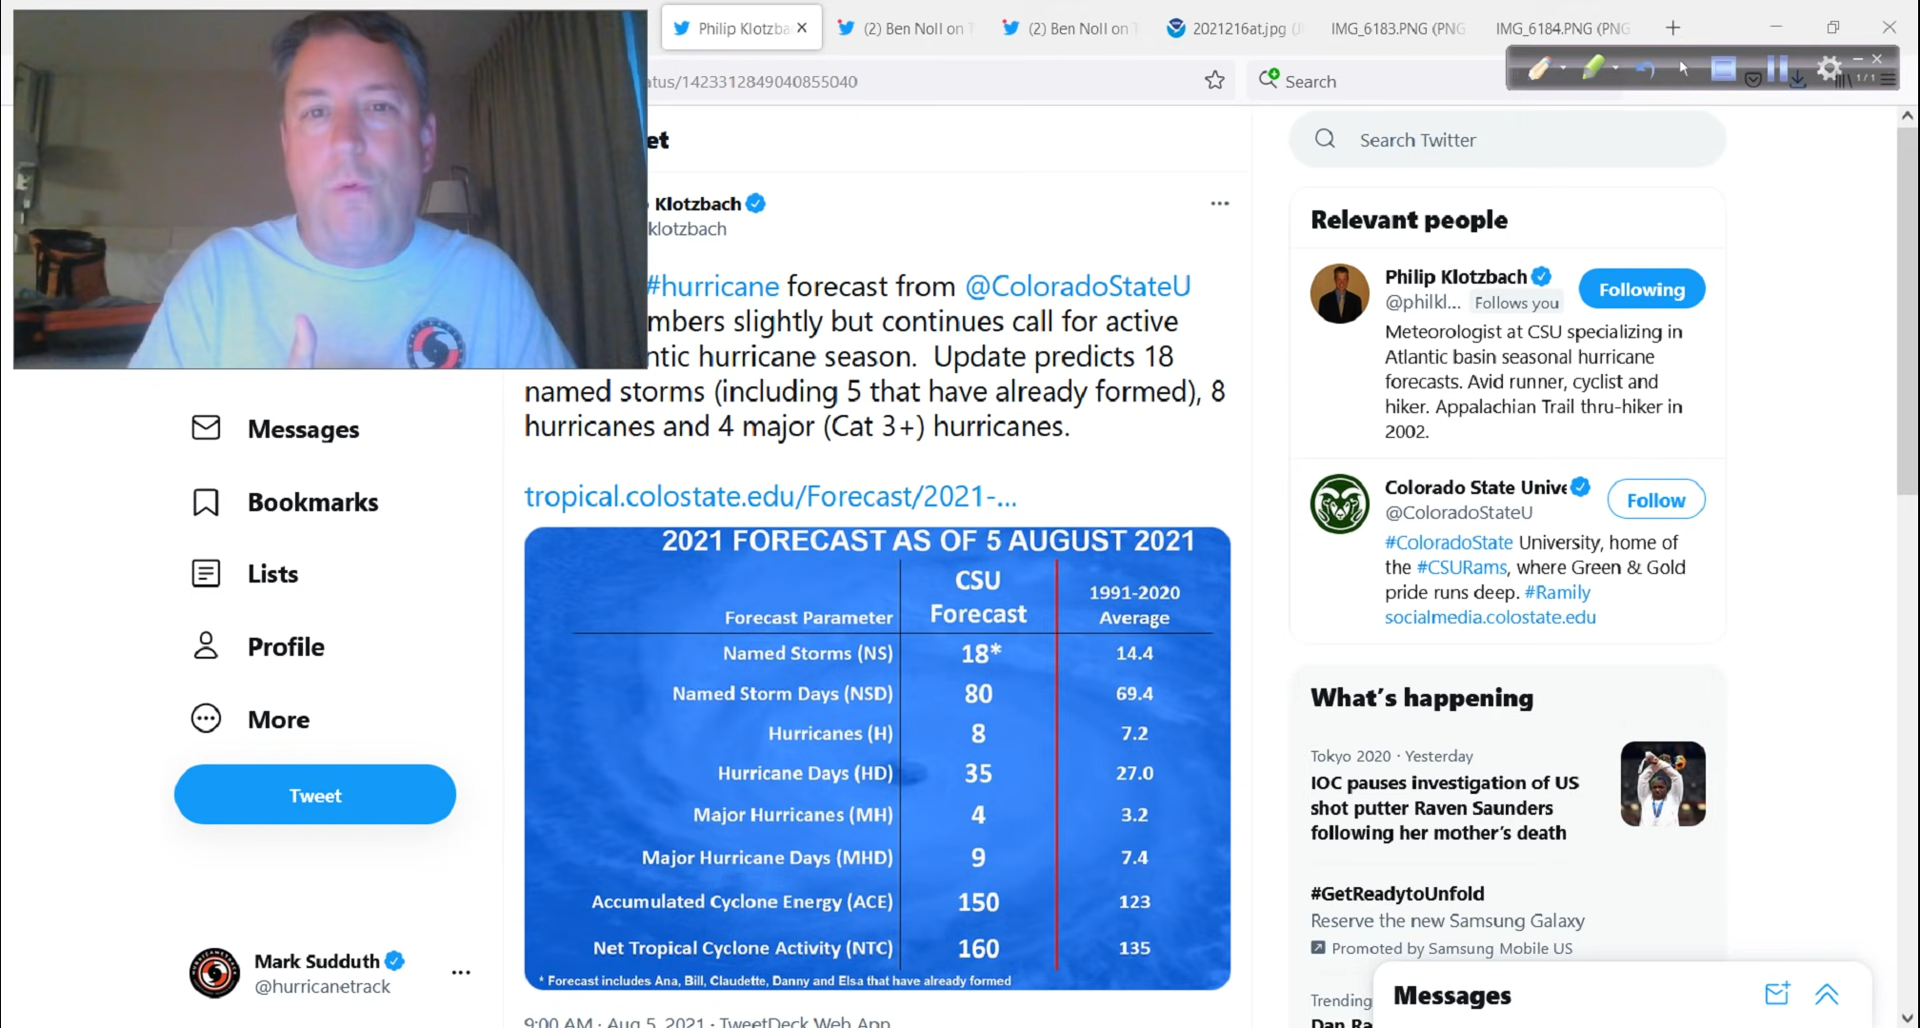 Philip Klotzba
(2) Ben Noll on
(2) Ben Noll on
2021216at.jpg
IMG_6183.PNG (PNG
IMG_6184.PNG (PNG
atus/1423312849040855040
Search
1/1
et
Klotzbach
klotzbach
#hurricane forecast from @ColoradoStateU
mbers slightly but continues call for active
ntic hurricane season. Update predicts 18
named storms (including 5 that have already formed), 8
hurricanes and 4 major (Cat 3+) hurricanes.
tropical.colostate.edu/Forecast/2021-...
2021 FORECAST AS OF 5 AUGUST 2021
Forecast Parameter CSU Forecast 1991-2020 Average
Named Storms (NS) 18* 14.4
Named Storm Days (NSD) 80 69.4
Hurricanes (H) 8 7.2
Hurricane Days (HD) 35 27.0
Major Hurricanes (MH) 4 3.2
Major Hurricane Days (MHD) 9 7.4
Accumulated Cyclone Energy (ACE) 150 123
Net Tropical Cyclone Activity (NTC) 160 135
* Forecast includes Ana, Bill, Claudette, Danny and Elsa that have already formed
9:00 AM · Aug 5, 2021 · TweetDeck Web App
Messages
Bookmarks
Lists
Profile
More
Tweet
Mark Sudduth
@hurricanetrack
Search Twitter
Relevant people
Philip Klotzbach
@philkl... Follows you
Following
Meteorologist at CSU specializing in
Atlantic basin seasonal hurricane
forecasts. Avid runner, cyclist and
hiker. Appalachian Trail thru-hiker in
2002.
Colorado State Unive
@ColoradoStateU
Follow
#ColoradoState University, home of
the #CSURams, where Green & Gold
pride runs deep. #Ramily
socialmedia.colostate.edu
What's happening
Tokyo 2020 · Yesterday
IOC pauses investigation of US
shot putter Raven Saunders
following her mother's death
#GetReadytoUnfold
Reserve the new Samsung Galaxy
Promoted by Samsung Mobile US
Trending
Dan Ra
Messages